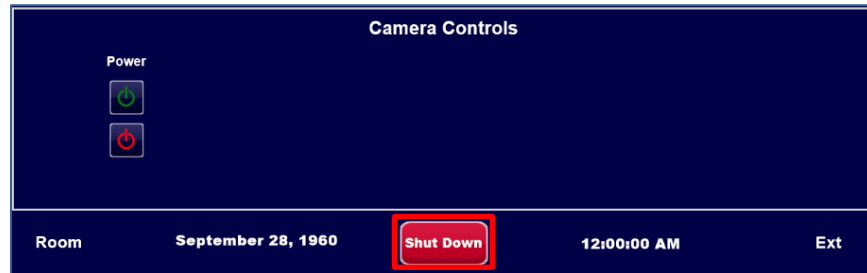 Camera Controls
Power
Room September 28, 1960 Shut Down 12:00:00 AM Ext